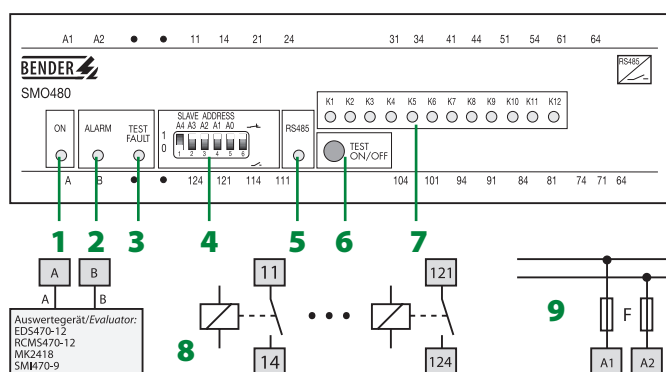 A1 A2 ● ● 11 14 21 24 31 34 41 44 51 54 61 64
BENDER
RS485
SMO480
K1 K2 K3 K4 K5 K6 K7 K8 K9 K10 K11 K12
SLAVE ADDRESS
A4 A3 A2 A1 A0
ON ALARM TEST FAULT RS485
1
0
1 2 3 4 5 6
TEST
ON/OFF
A B ● ● 124 121 114 111 104 101 94 91 84 81 74 71 64
1 2 3 4 5 6 7
A B 11 121
A B
Auswertegerät/Evaluator:
EDS470-12
RCMS470-12
MK2418
SMI470-9
8 14 124
9 F
A1 A2